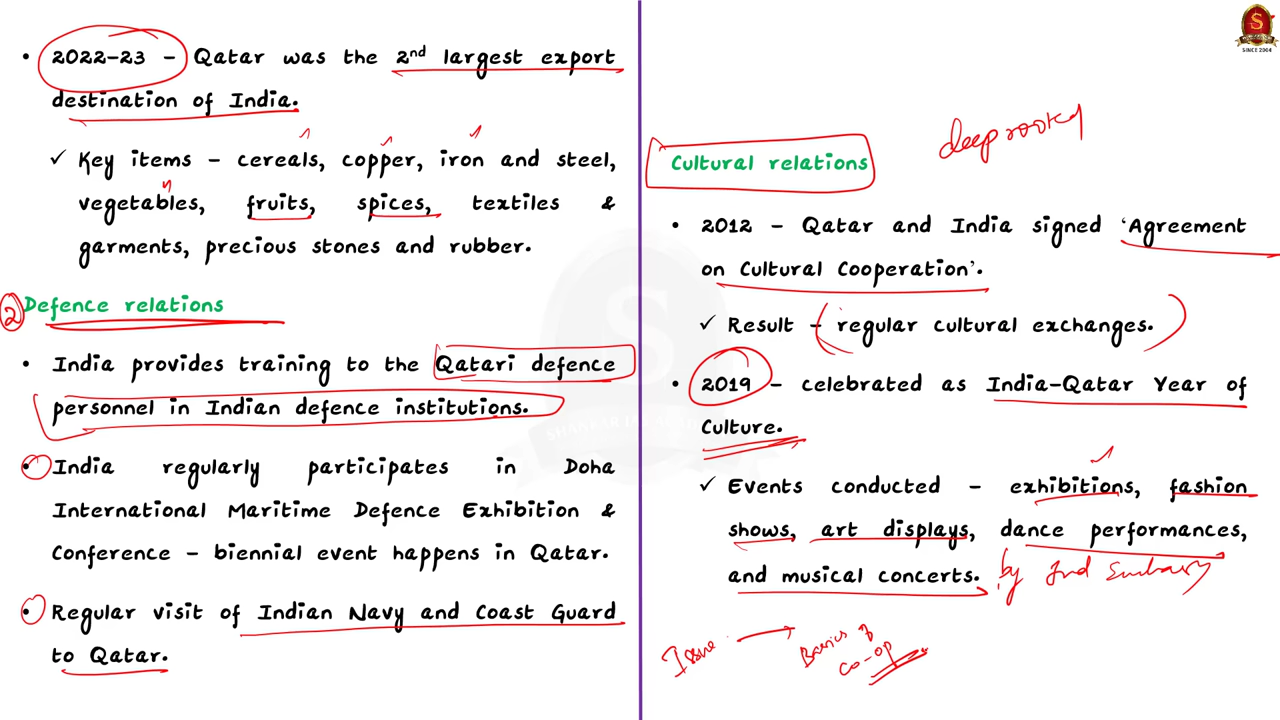 • 2022-23 - Qatar was the 2nd largest export
destination of India.
✓ Key items - cereals, copper, iron and steel,
vegetables, fruits, spices, textiles &
garments, precious stones and rubber.
2 Defence relations
• India provides training to the Qatari defence
personnel in Indian defence institutions.
• India regularly participates in Doha
International Maritime Defence Exhibition &
Conference - biennial event happens in Qatar.
• Regular visit of Indian Navy and Coast Guard
to Qatar.
S
SINCE 2004
deeprooted
Cultural relations
• 2012 - Qatar and India signed 'Agreement
on Cultural Cooperation'.
✓ Result - (regular cultural exchanges.)
• 2019 - celebrated as India-Qatar Year of
Culture.
✓ Events conducted - exhibitions, fashion
shows, art displays, dance performances,
and musical concerts.
by Ind Embassy
Issue
of
co-op